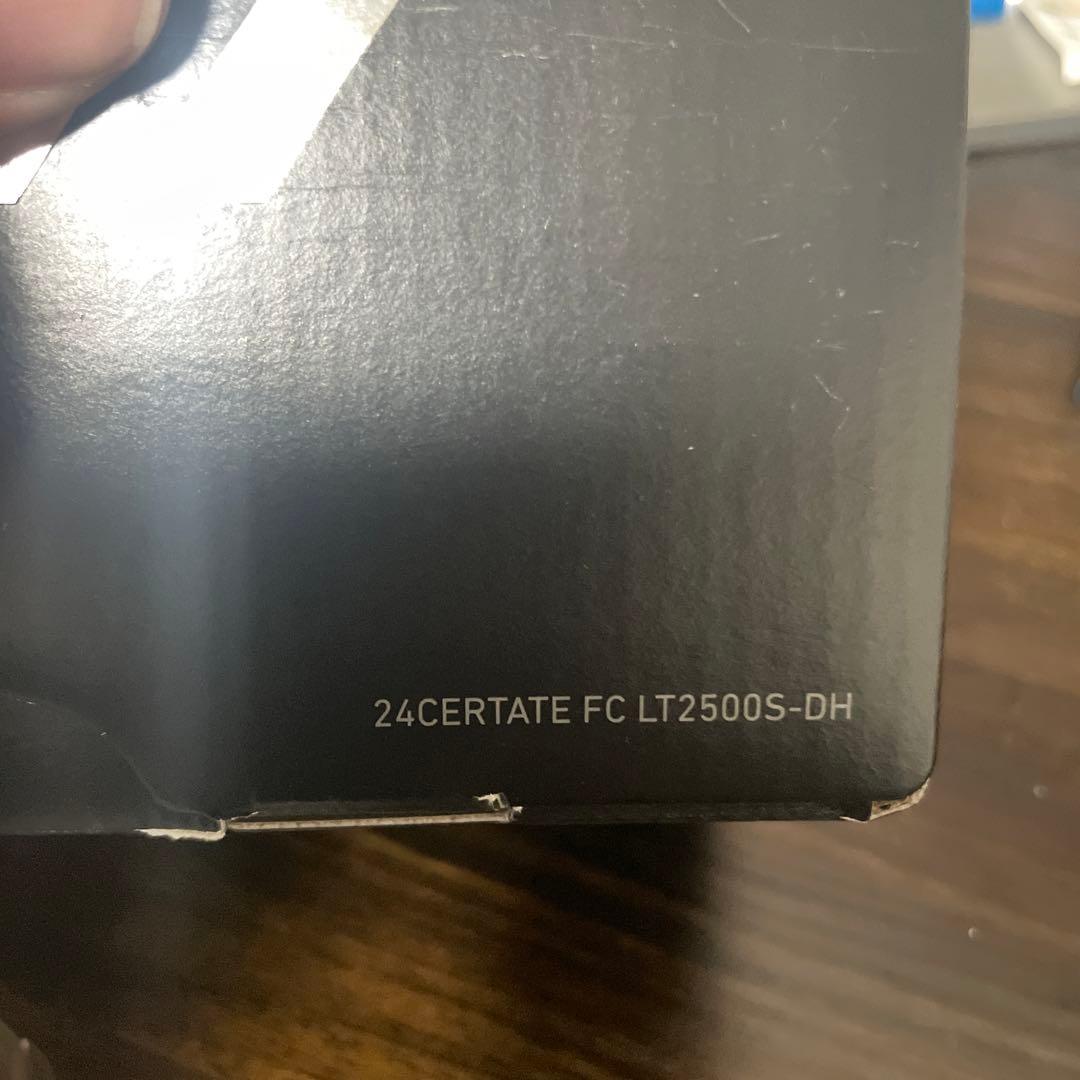 24CERTATE FC LT2500S-DH